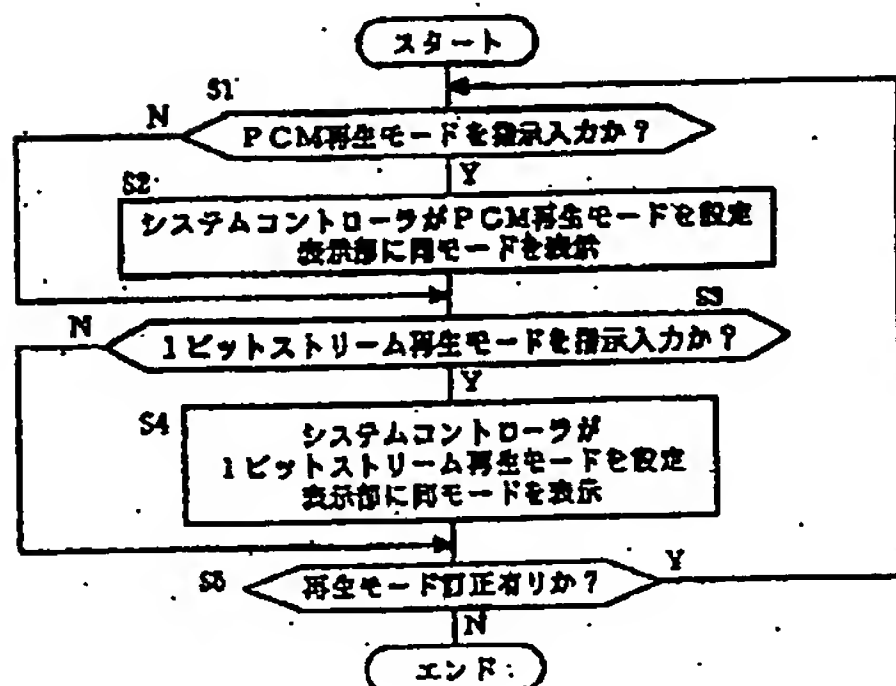 スタート
S1
N
PCM再生モードを指示入力か?
Y
S2
システムコントローラがPCM再生モードを設定
表示部に同モードを表示
S3
N
1ビットストリーム再生モードを指示入力か?
Y
S4
システムコントローラが
1ビットストリーム再生モードを設定
表示部に同モードを表示
S5
再生モード訂正有りか?
Y
N
エンド